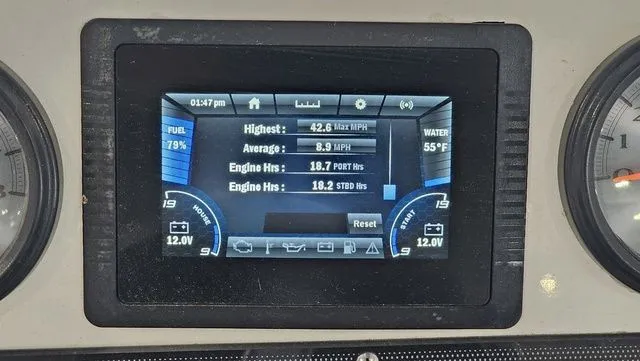 01:47 pm
FUEL
79%
Highest: 42.6 Max MPH
Average: 8.9 MPH
Engine Hrs: 18.7 PORT Hrs
Engine Hrs: 18.2 STBD Hrs
WATER
55°F
19
HOUSE
12.0V
9
Reset
19
START
12.0V
9